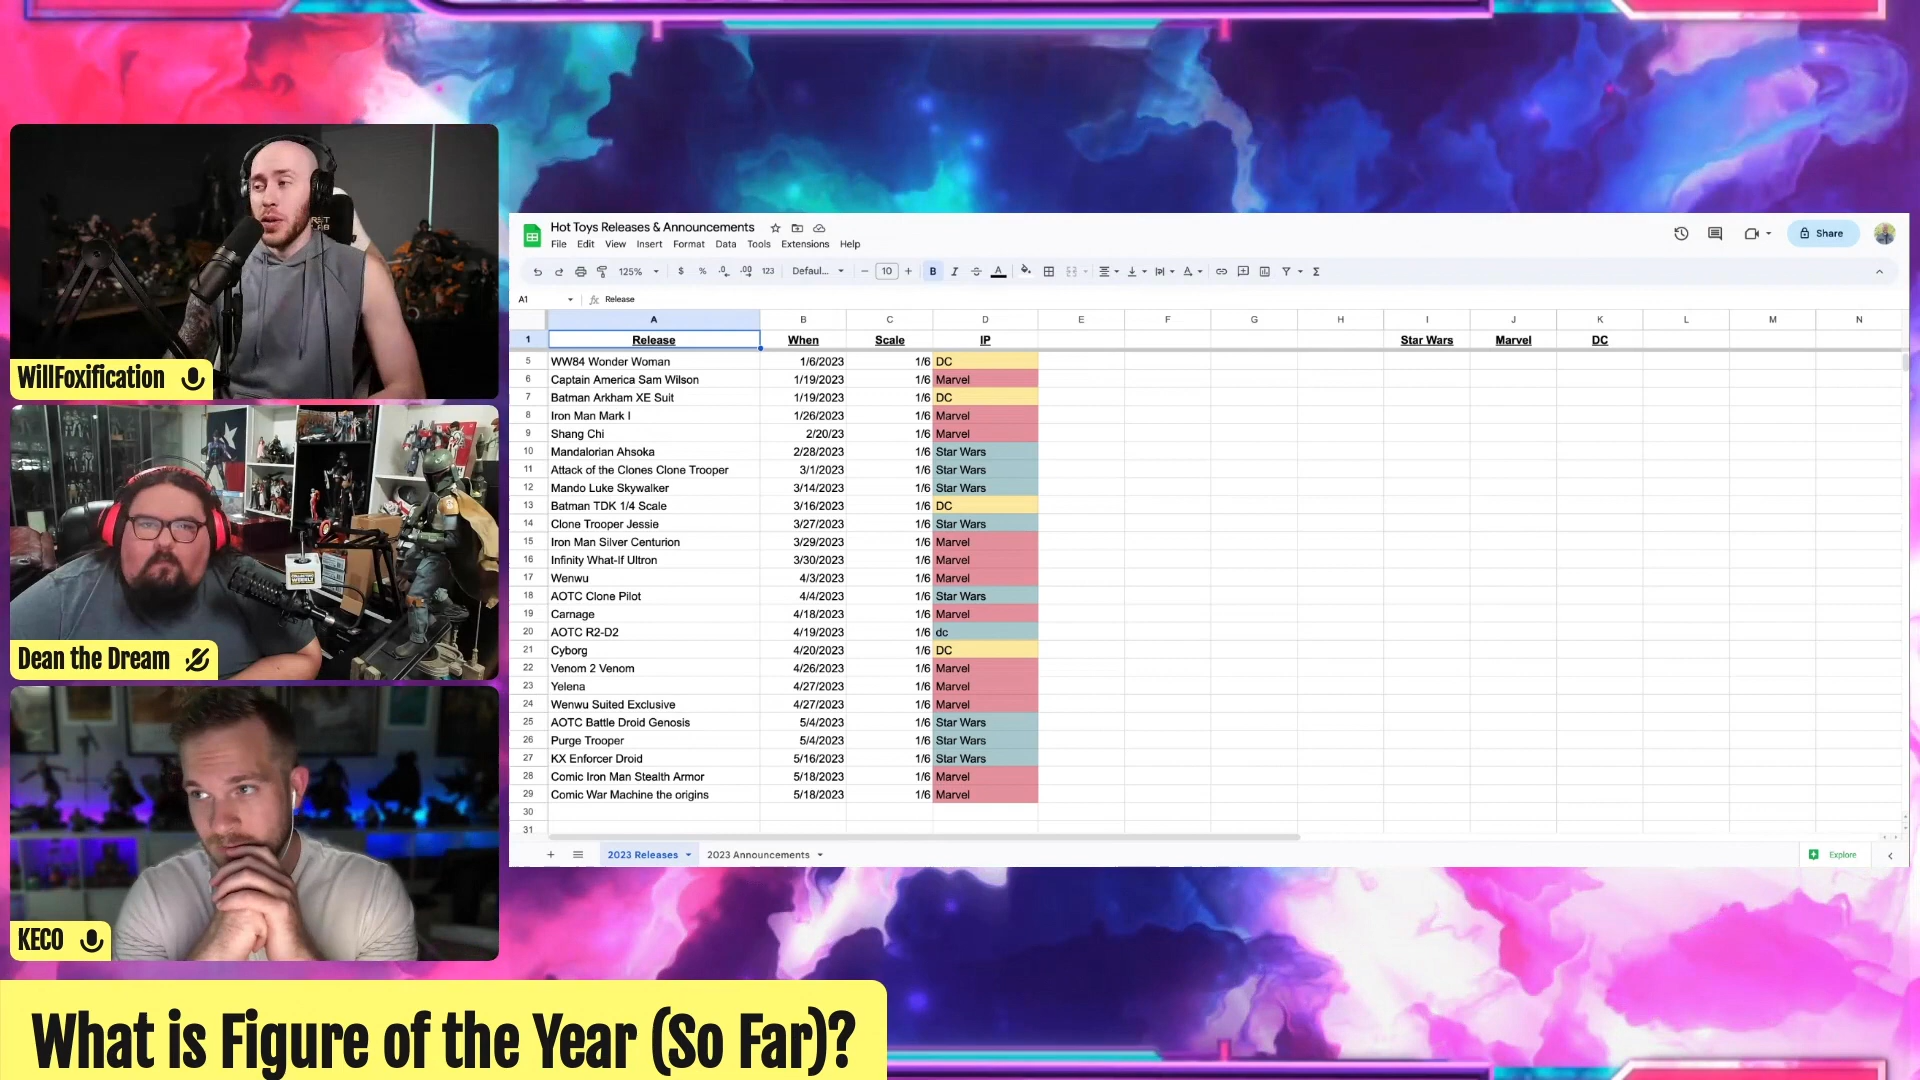 WillFoxification
Dean the Dream
KECO
What is Figure of the Year (So Far)?
Hot Toys Releases & Announcements
File Edit View Insert Format Data Tools Extensions Help
Share
125% $ % .0 .00 123 Defaul... 10 B I A
A1 fx Release
A B C D E F G H I J K L M N
1 Release When Scale IP Star Wars Marvel DC
5 WW84 Wonder Woman 1/6/2023 1/6 DC
6 Captain America Sam Wilson 1/19/2023 1/6 Marvel
7 Batman Arkham XE Suit 1/19/2023 1/6 DC
8 Iron Man Mark I 1/26/2023 1/6 Marvel
9 Shang Chi 2/20/23 1/6 Marvel
10 Mandalorian Ahsoka 2/28/2023 1/6 Star Wars
11 Attack of the Clones Clone Trooper 3/1/2023 1/6 Star Wars
12 Mando Luke Skywalker 3/14/2023 1/6 Star Wars
13 Batman TDK 1/4 Scale 3/16/2023 1/6 DC
14 Clone Trooper Jessie 3/27/2023 1/6 Star Wars
15 Iron Man Silver Centurion 3/29/2023 1/6 Marvel
16 Infinity What-If Ultron 3/30/2023 1/6 Marvel
17 Wenwu 4/3/2023 1/6 Marvel
18 AOTC Clone Pilot 4/4/2023 1/6 Star Wars
19 Carnage 4/18/2023 1/6 Marvel
20 AOTC R2-D2 4/19/2023 1/6 dc
21 Cyborg 4/20/2023 1/6 DC
22 Venom 2 Venom 4/26/2023 1/6 Marvel
23 Yelena 4/27/2023 1/6 Marvel
24 Wenwu Suited Exclusive 4/27/2023 1/6 Marvel
25 AOTC Battle Droid Genosis 5/4/2023 1/6 Star Wars
26 Purge Trooper 5/4/2023 1/6 Star Wars
27 KX Enforcer Droid 5/16/2023 1/6 Star Wars
28 Comic Iron Man Stealth Armor 5/18/2023 1/6 Marvel
29 Comic War Machine the origins 5/18/2023 1/6 Marvel
30
31
2023 Releases 2023 Announcements Explore